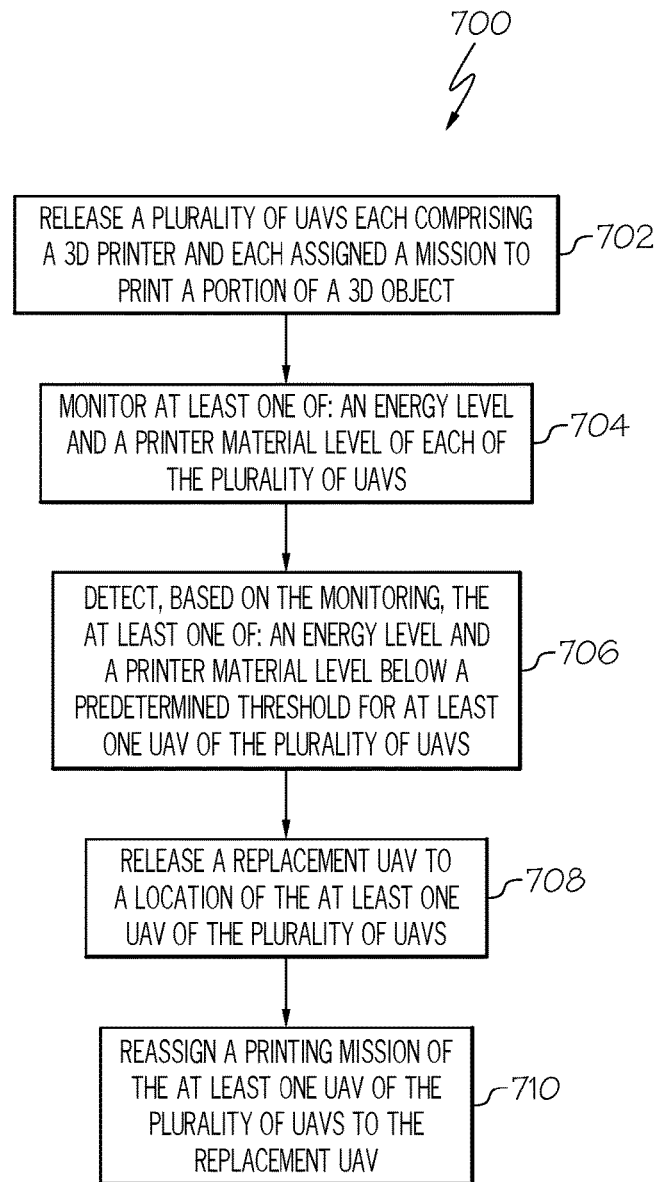 700
RELEASE A PLURALITY OF UAVS EACH COMPRISING
A 3D PRINTER AND EACH ASSIGNED A MISSION TO
PRINT A PORTION OF A 3D OBJECT
702
MONITOR AT LEAST ONE OF: AN ENERGY LEVEL
AND A PRINTER MATERIAL LEVEL OF EACH OF
THE PLURALITY OF UAVS
704
DETECT, BASED ON THE MONITORING, THE
AT LEAST ONE OF: AN ENERGY LEVEL AND
A PRINTER MATERIAL LEVEL BELOW A
PREDETERMINED THRESHOLD FOR AT LEAST
ONE UAV OF THE PLURALITY OF UAVS
706
RELEASE A REPLACEMENT UAV TO
A LOCATION OF THE AT LEAST ONE
UAV OF THE PLURALITY OF UAVS
708
REASSIGN A PRINTING MISSION OF
THE AT LEAST ONE UAV OF THE
PLURALITY OF UAVS TO THE
REPLACEMENT UAV
710